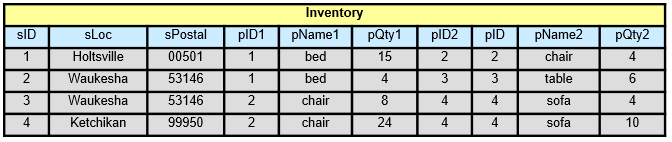 Inventory
sID sLoc sPostal pID1 pName1 pQty1 pID2 pID pName2 pQty2
1 Holtsville 00501 1 bed 15 2 2 chair 4
2 Waukesha 53146 1 bed 4 3 3 table 6
3 Waukesha 53146 2 chair 8 4 4 sofa 4
4 Ketchikan 99950 2 chair 24 4 4 sofa 10